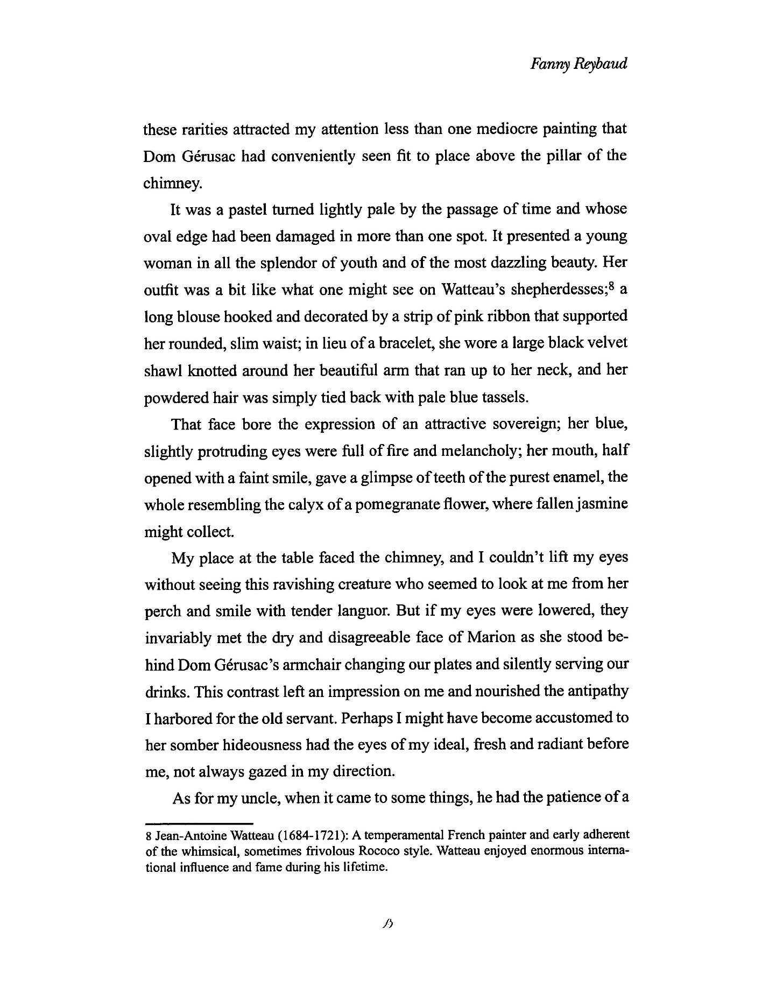 Fanny Reybaud
these rarities attracted my attention less than one mediocre painting that
Dom Gérusac had conveniently seen fit to place above the pillar of the
chimney.
It was a pastel turned lightly pale by the passage of time and whose
oval edge had been damaged in more than one spot. It presented a young
woman in all the splendor of youth and of the most dazzling beauty. Her
outfit was a bit like what one might see on Watteau's shepherdesses;⁸ a
long blouse hooked and decorated by a strip of pink ribbon that supported
her rounded, slim waist; in lieu of a bracelet, she wore a large black velvet
shawl knotted around her beautiful arm that ran up to her neck, and her
powdered hair was simply tied back with pale blue tassels.
That face bore the expression of an attractive sovereign; her blue,
slightly protruding eyes were full of fire and melancholy; her mouth, half
opened with a faint smile, gave a glimpse of teeth of the purest enamel, the
whole resembling the calyx of a pomegranate flower, where fallen jasmine
might collect.
My place at the table faced the chimney, and I couldn't lift my eyes
without seeing this ravishing creature who seemed to look at me from her
perch and smile with tender languor. But if my eyes were lowered, they
invariably met the dry and disagreeable face of Marion as she stood be-
hind Dom Gérusac's armchair changing our plates and silently serving our
drinks. This contrast left an impression on me and nourished the antipathy
I harbored for the old servant. Perhaps I might have become accustomed to
her somber hideousness had the eyes of my ideal, fresh and radiant before
me, not always gazed in my direction.
As for my uncle, when it came to some things, he had the patience of a
8 Jean-Antoine Watteau (1684-1721): A temperamental French painter and early adherent
of the whimsical, sometimes frivolous Rococo style. Watteau enjoyed enormous interna-
tional influence and fame during his lifetime.